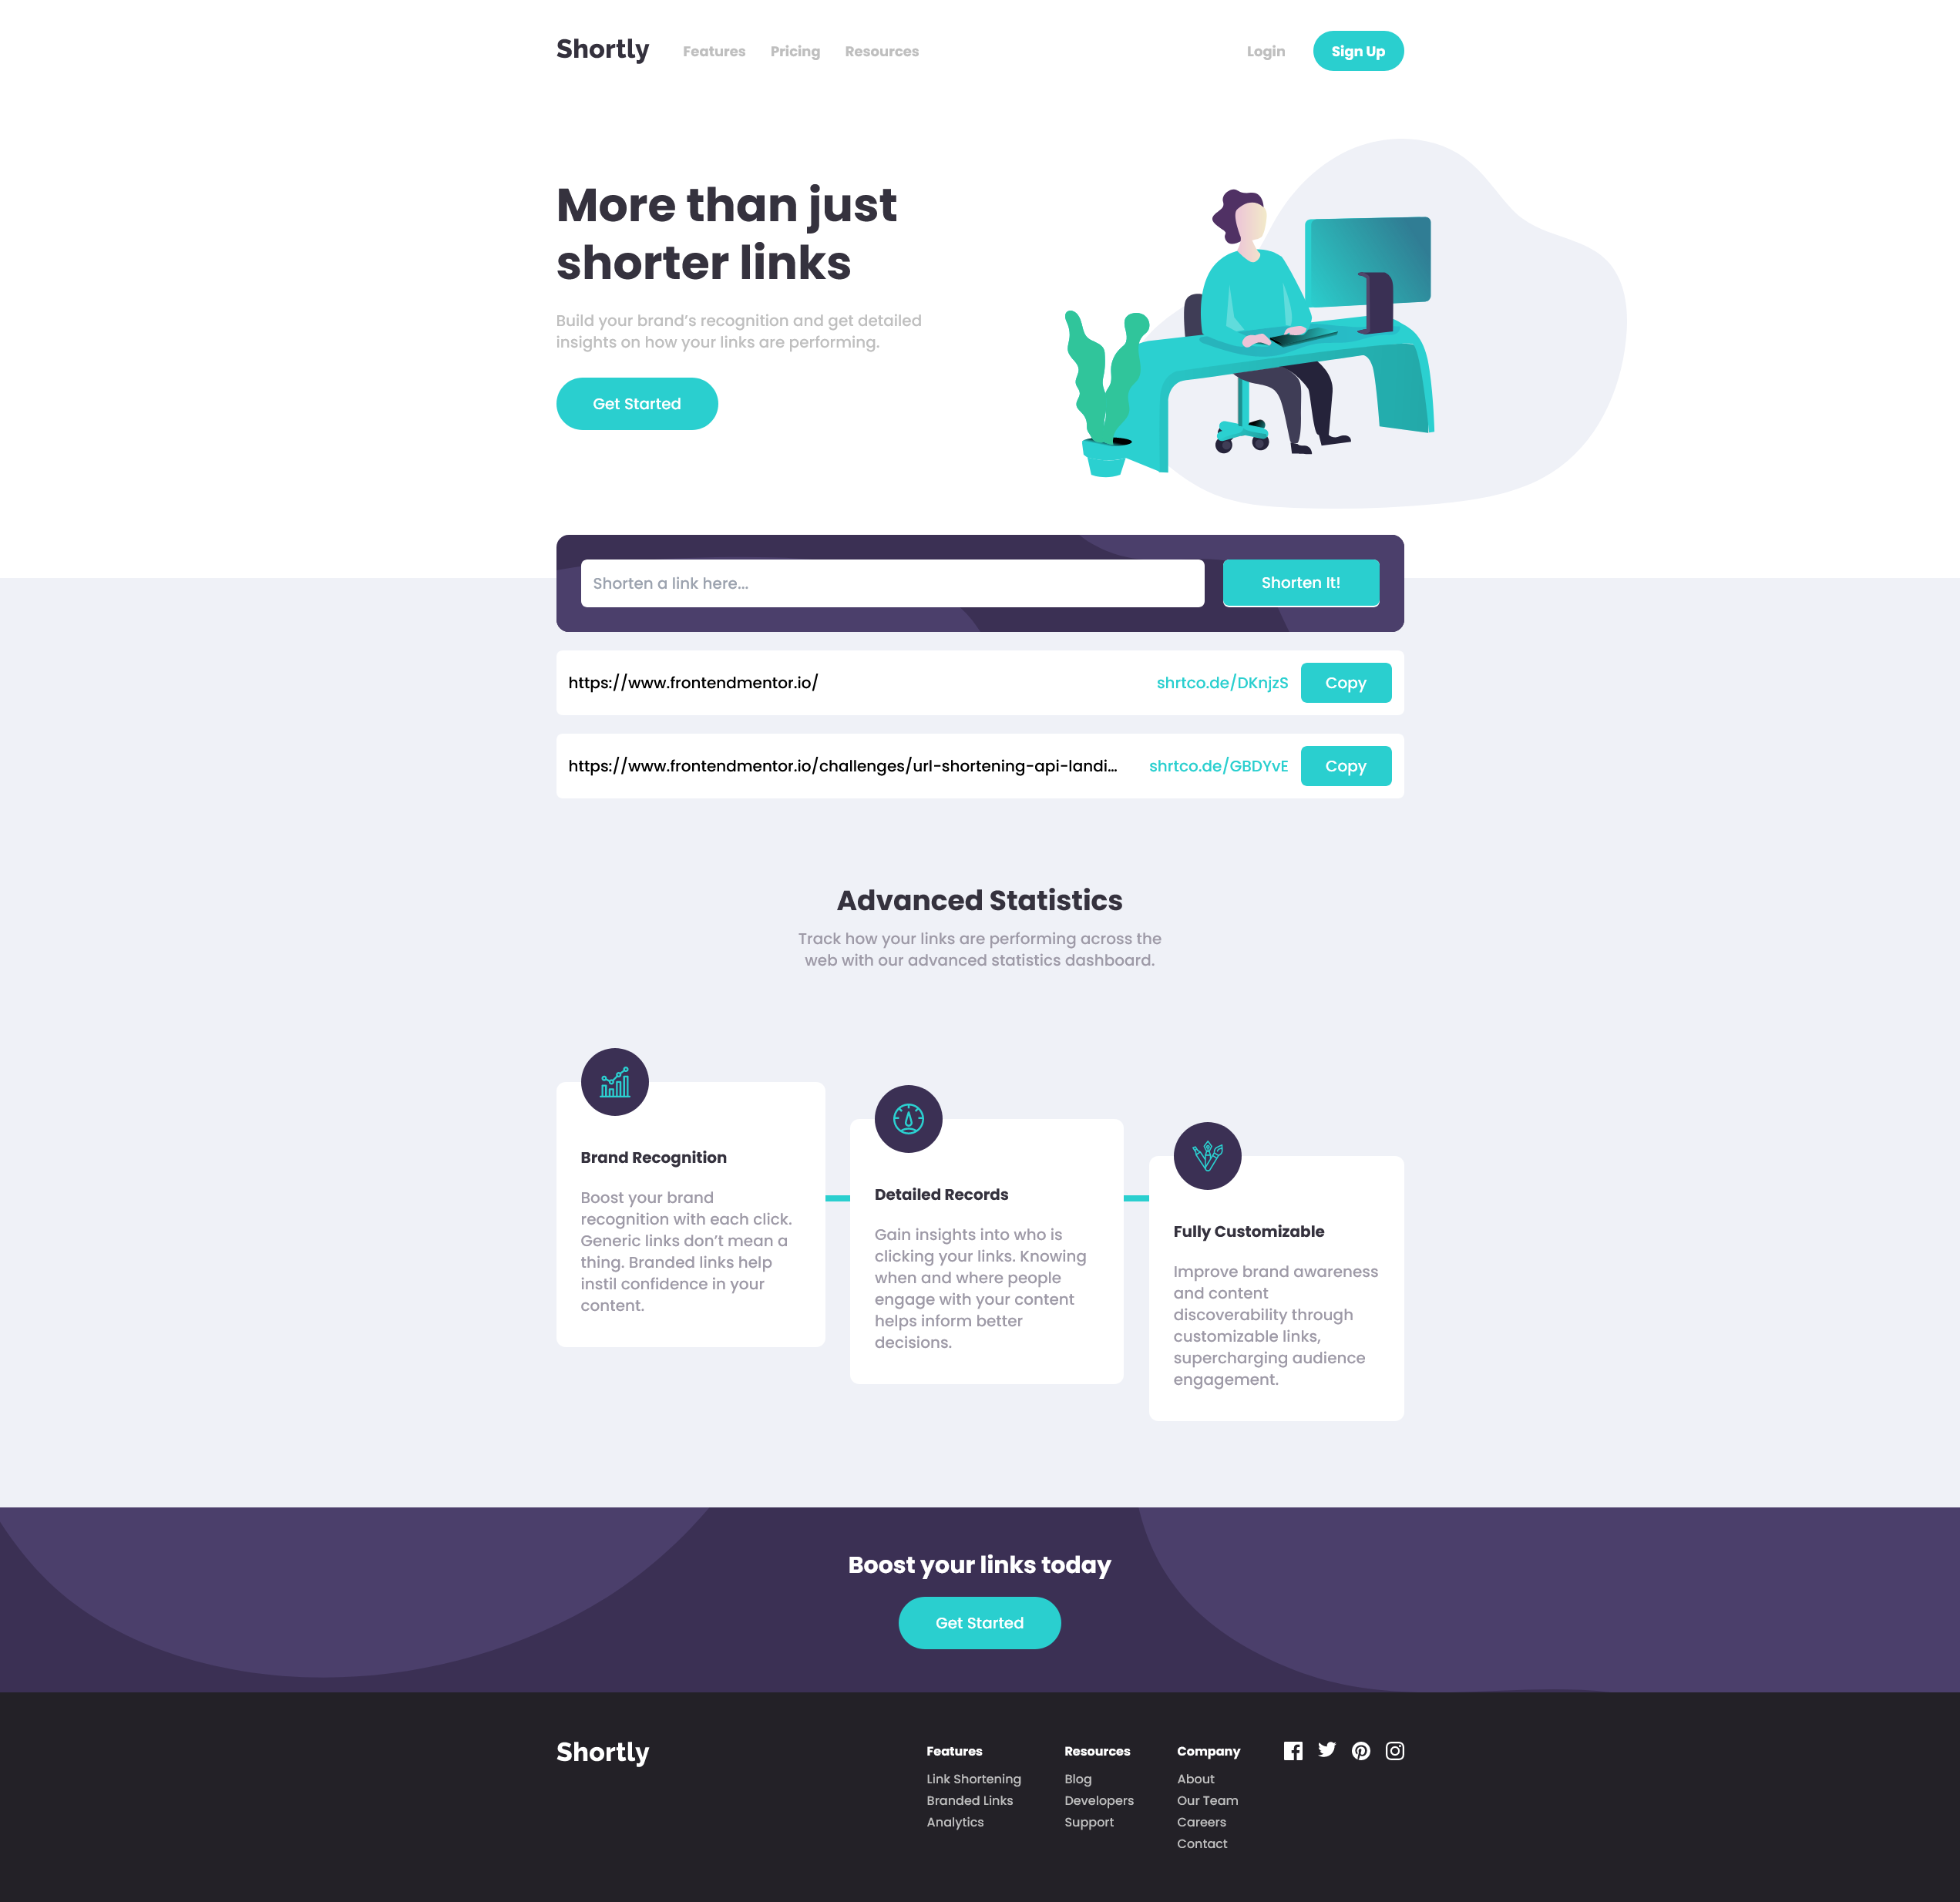 Shortly
Features
Pricing
Resources
Login
Sign Up
More than just
shorter links
Build your brand’s recognition and get detailed
insights on how your links are performing.
Get Started
Shorten a link here...
Shorten It!
https://www.frontendmentor.io/
shrtco.de/DKnjzS
Copy
https://www.frontendmentor.io/challenges/url-shortening-api-landi...
shrtco.de/GBDYvE
Copy
Advanced Statistics
Track how your links are performing across the
web with our advanced statistics dashboard.
Brand Recognition
Boost your brand
recognition with each click.
Generic links don’t mean a
thing. Branded links help
instil confidence in your
content.
Detailed Records
Gain insights into who is
clicking your links. Knowing
when and where people
engage with your content
helps inform better
decisions.
Fully Customizable
Improve brand awareness
and content
discoverability through
customizable links,
supercharging audience
engagement.
Boost your links today
Get Started
Shortly
Features
Link Shortening
Branded Links
Analytics
Resources
Blog
Developers
Support
Company
About
Our Team
Careers
Contact